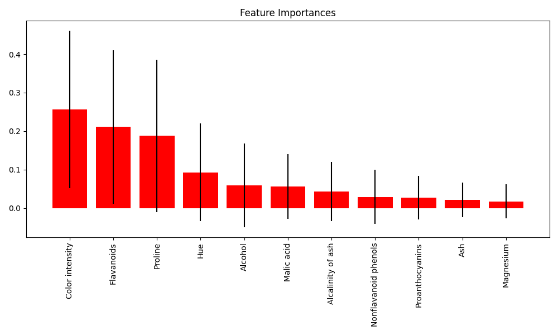 Feature Importances
0.4
0.3
0.2
0.1
0.0
Color intensity
Flavanoids
Proline
Hue
Alcohol
Malic acid
Alcalinity of ash
Nonflavanoid phenols
Proanthocyanins
Ash
Magnesium